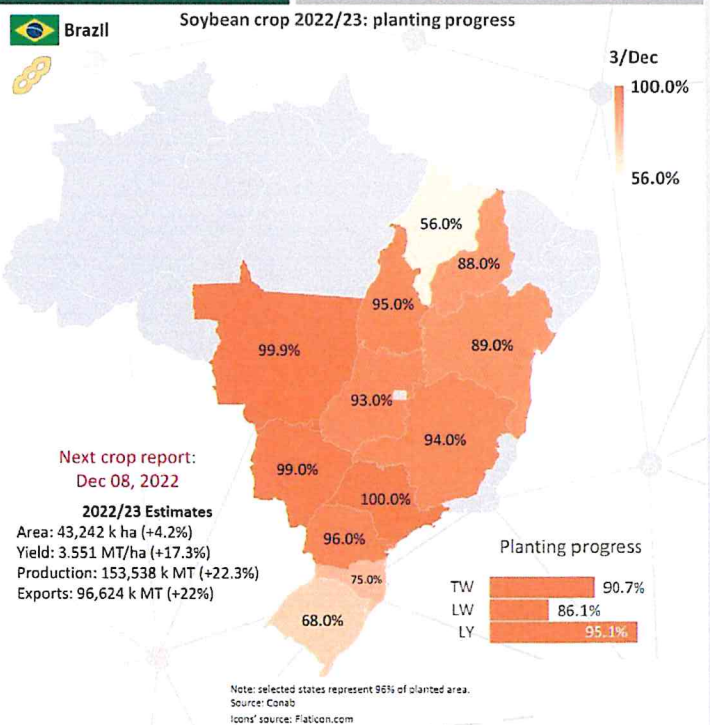 Brazil
Soybean crop 2022/23: planting progress
3/Dec
100.0%
56.0%
56.0%
88.0%
95.0%
99.9%
89.0%
93.0%
94.0%
99.0%
100.0%
96.0%
75.0%
68.0%
Next crop report:
Dec 08, 2022
2022/23 Estimates
Area: 43,242 k ha (+4.2%)
Yield: 3.551 MT/ha (+17.3%)
Production: 153,538 k MT (+22.3%)
Exports: 96,624 k MT (+22%)
Planting progress
TW 90.7%
LW 86.1%
LY 95.1%
Note: selected states represent 96% of planted area.
Source: Conab
Icons' source: Flaticon.com